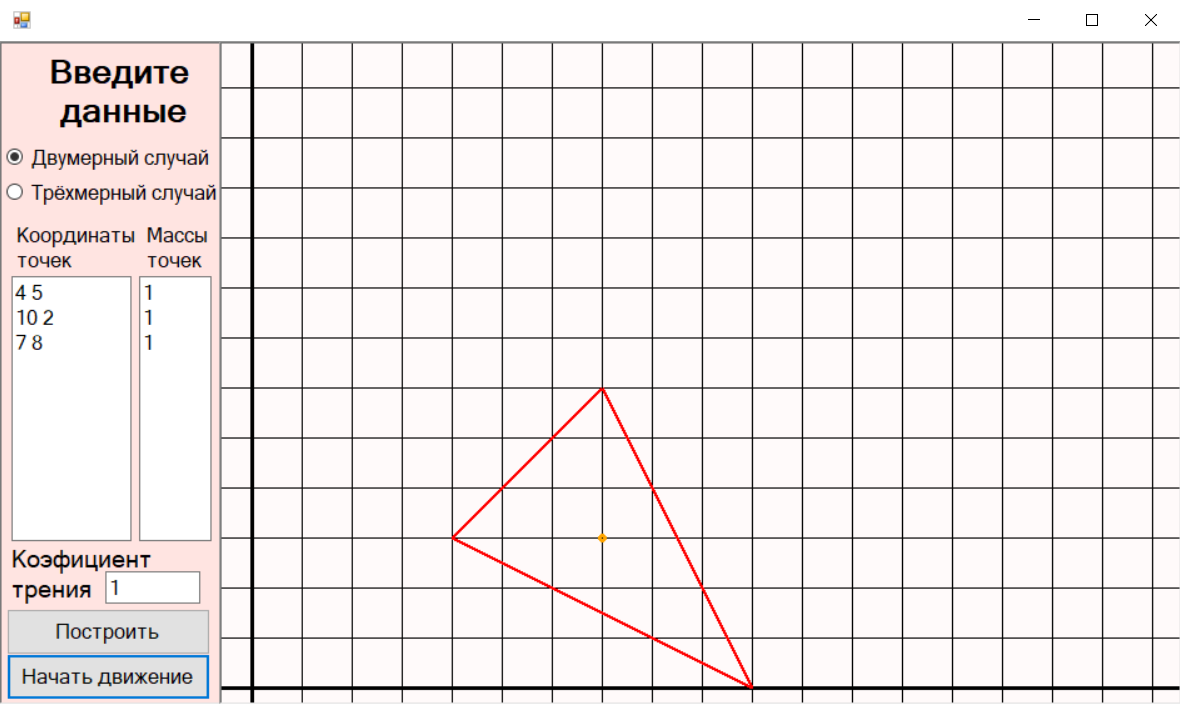 Введите
данные
Двумерный случай
Трёхмерный случай
Координаты точек
Массы точек
4 5
10 2
7 8
1
1
1
Коэфициент
трения 1
Построить
Начать движение